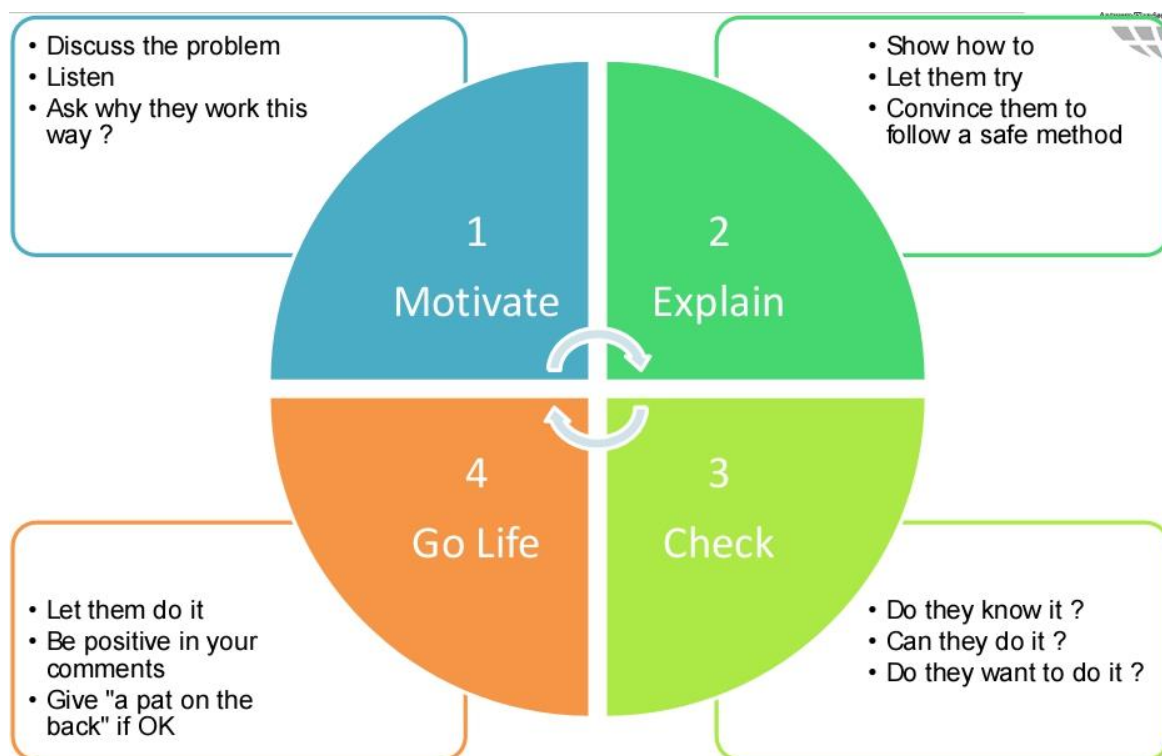 • Discuss the problem
• Listen
• Ask why they work this
way ?
• Show how to
• Let them try
• Convince them to
follow a safe method
1
Motivate
2
Explain
4
Go Life
3
Check
• Let them do it
• Be positive in your
comments
• Give "a pat on the
back" if OK
• Do they know it ?
• Can they do it ?
• Do they want to do it ?